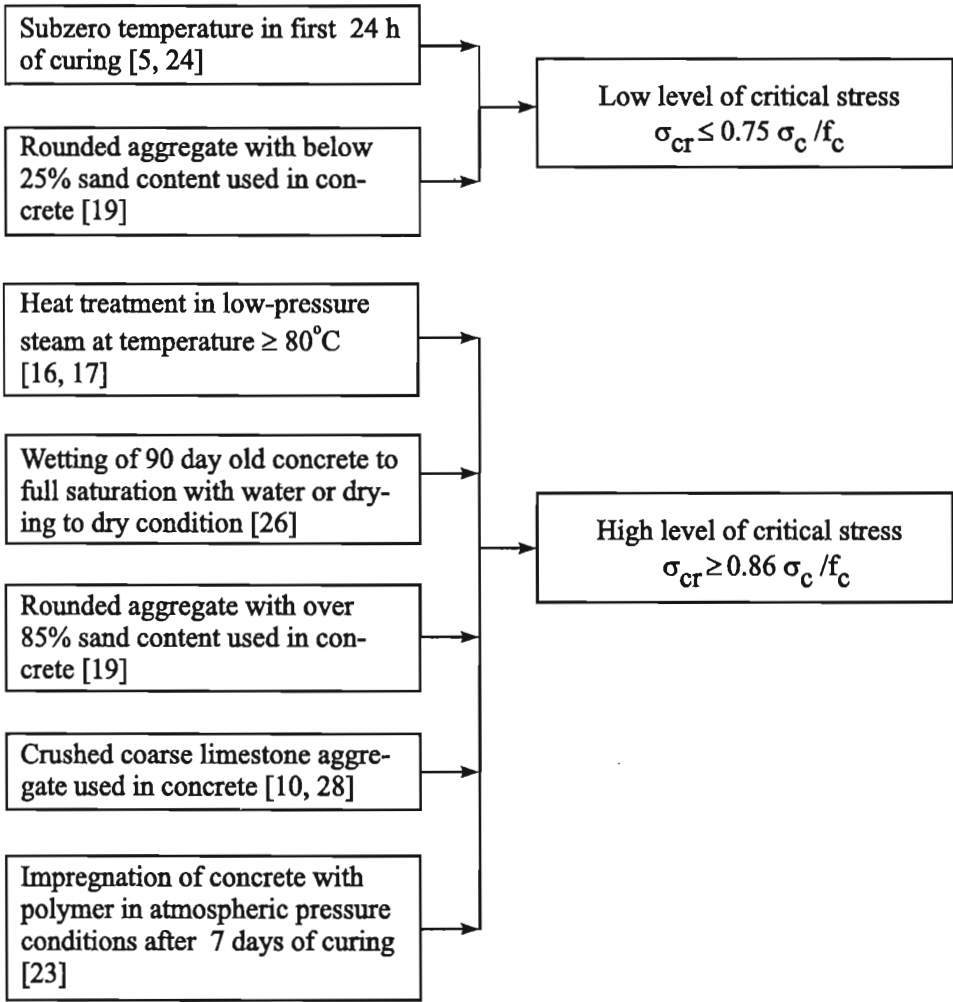 Subzero temperature in first 24 h
of curing [5, 24]
Low level of critical stress
σcr ≤ 0.75 σc /fc
Rounded aggregate with below
25% sand content used in con-
crete [19]
Heat treatment in low-pressure
steam at temperature ≥ 80°C
[16, 17]
Wetting of 90 day old concrete to
full saturation with water or dry-
ing to dry condition [26]
High level of critical stress
σcr ≥ 0.86 σc /fc
Rounded aggregate with over
85% sand content used in con-
crete [19]
Crushed coarse limestone aggre-
gate used in concrete [10, 28]
Impregnation of concrete with
polymer in atmospheric pressure
conditions after 7 days of curing
[23]